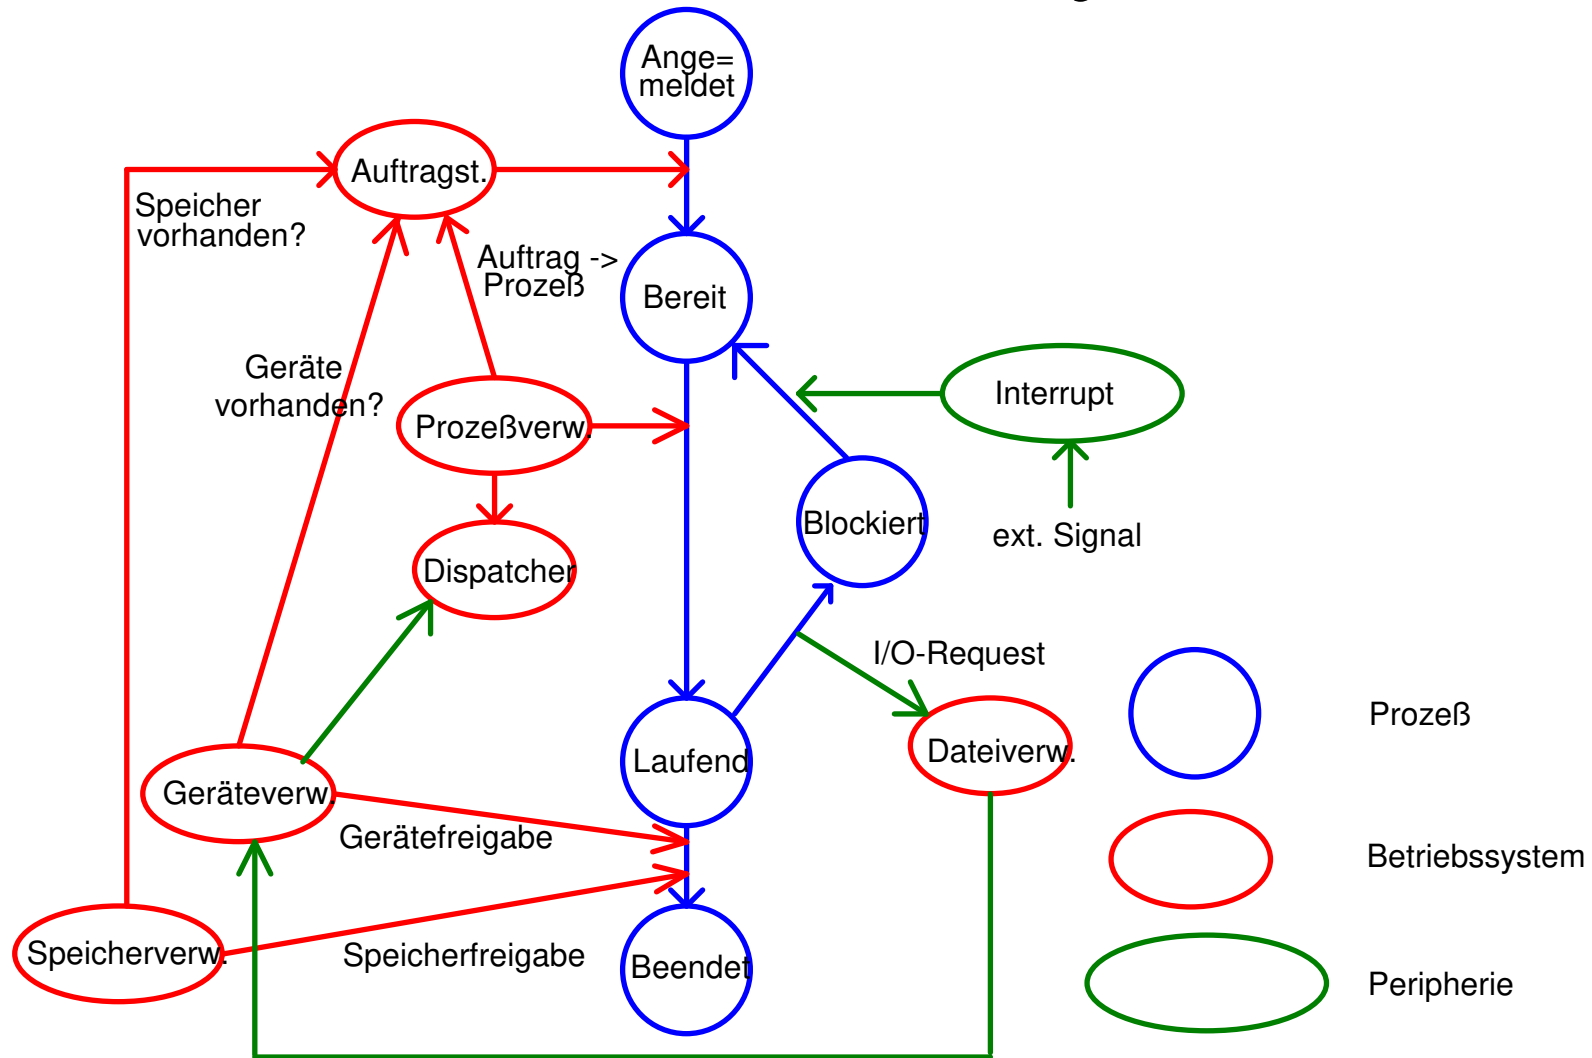 Ange=
meldet
Auftragst.
Speicher
vorhanden?
Auftrag ->
Prozeß
Bereit
Geräte
vorhanden?
Interrupt
Prozeßverw.
Blockiert
ext. Signal
Dispatcher
I/O-Request
Prozeß
Laufend
Dateiverw.
Geräteverw.
Gerätefreigabe
Betriebssystem
Speicherverw.
Speicherfreigabe
Beendet
Peripherie